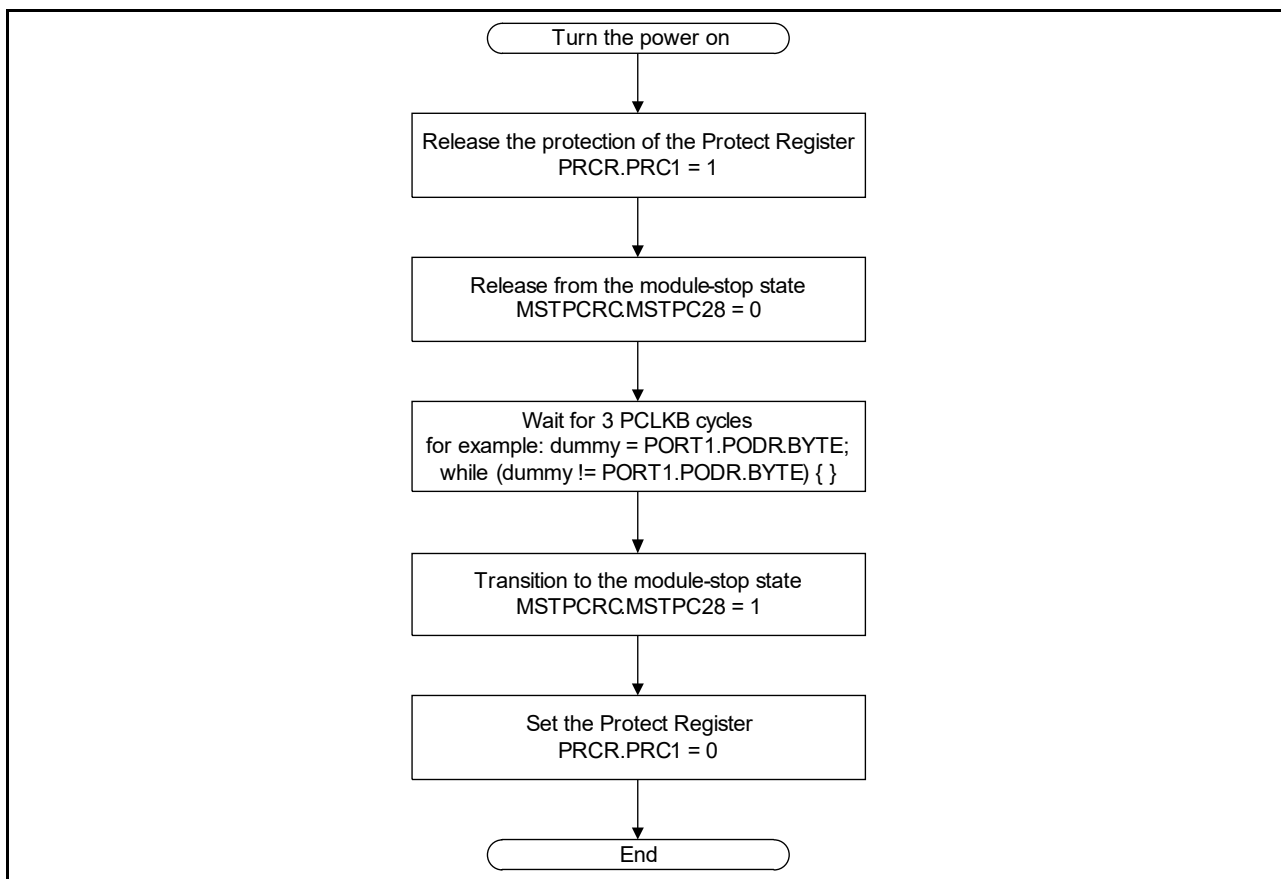 Turn the power on
Release the protection of the Protect Register
PRCR.PRC1 = 1
Release from the module-stop state
MSTPCRC.MSTPC28 = 0
Wait for 3 PCLKB cycles
for example: dummy = PORT1.PODR.BYTE;
while (dummy != PORT1.PODR.BYTE) { }
Transition to the module-stop state
MSTPCRC.MSTPC28 = 1
Set the Protect Register
PRCR.PRC1 = 0
End